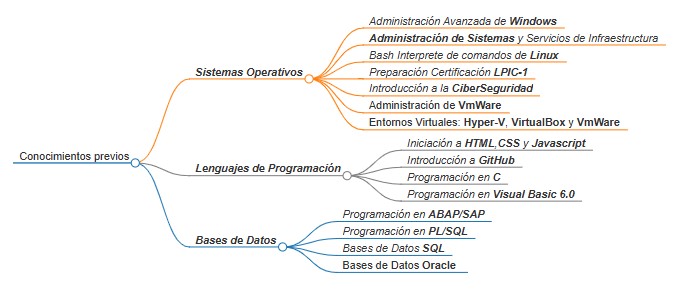 Conocimientos previos
Sistemas Operativos
Administración Avanzada de Windows
Administración de Sistemas y Servicios de Infraestructura
Bash Interprete de comandos de Linux
Preparación Certificación LPIC-1
Introducción a la CiberSeguridad
Administración de VmWare
Entornos Virtuales: Hyper-V, VirtualBox y VmWare
Lenguajes de Programación
Iniciación a HTML,CSS y Javascript
Introducción a GitHub
Programación en C
Programación en Visual Basic 6.0
Bases de Datos
Programación en ABAP/SAP
Programación en PL/SQL
Bases de Datos SQL
Bases de Datos Oracle